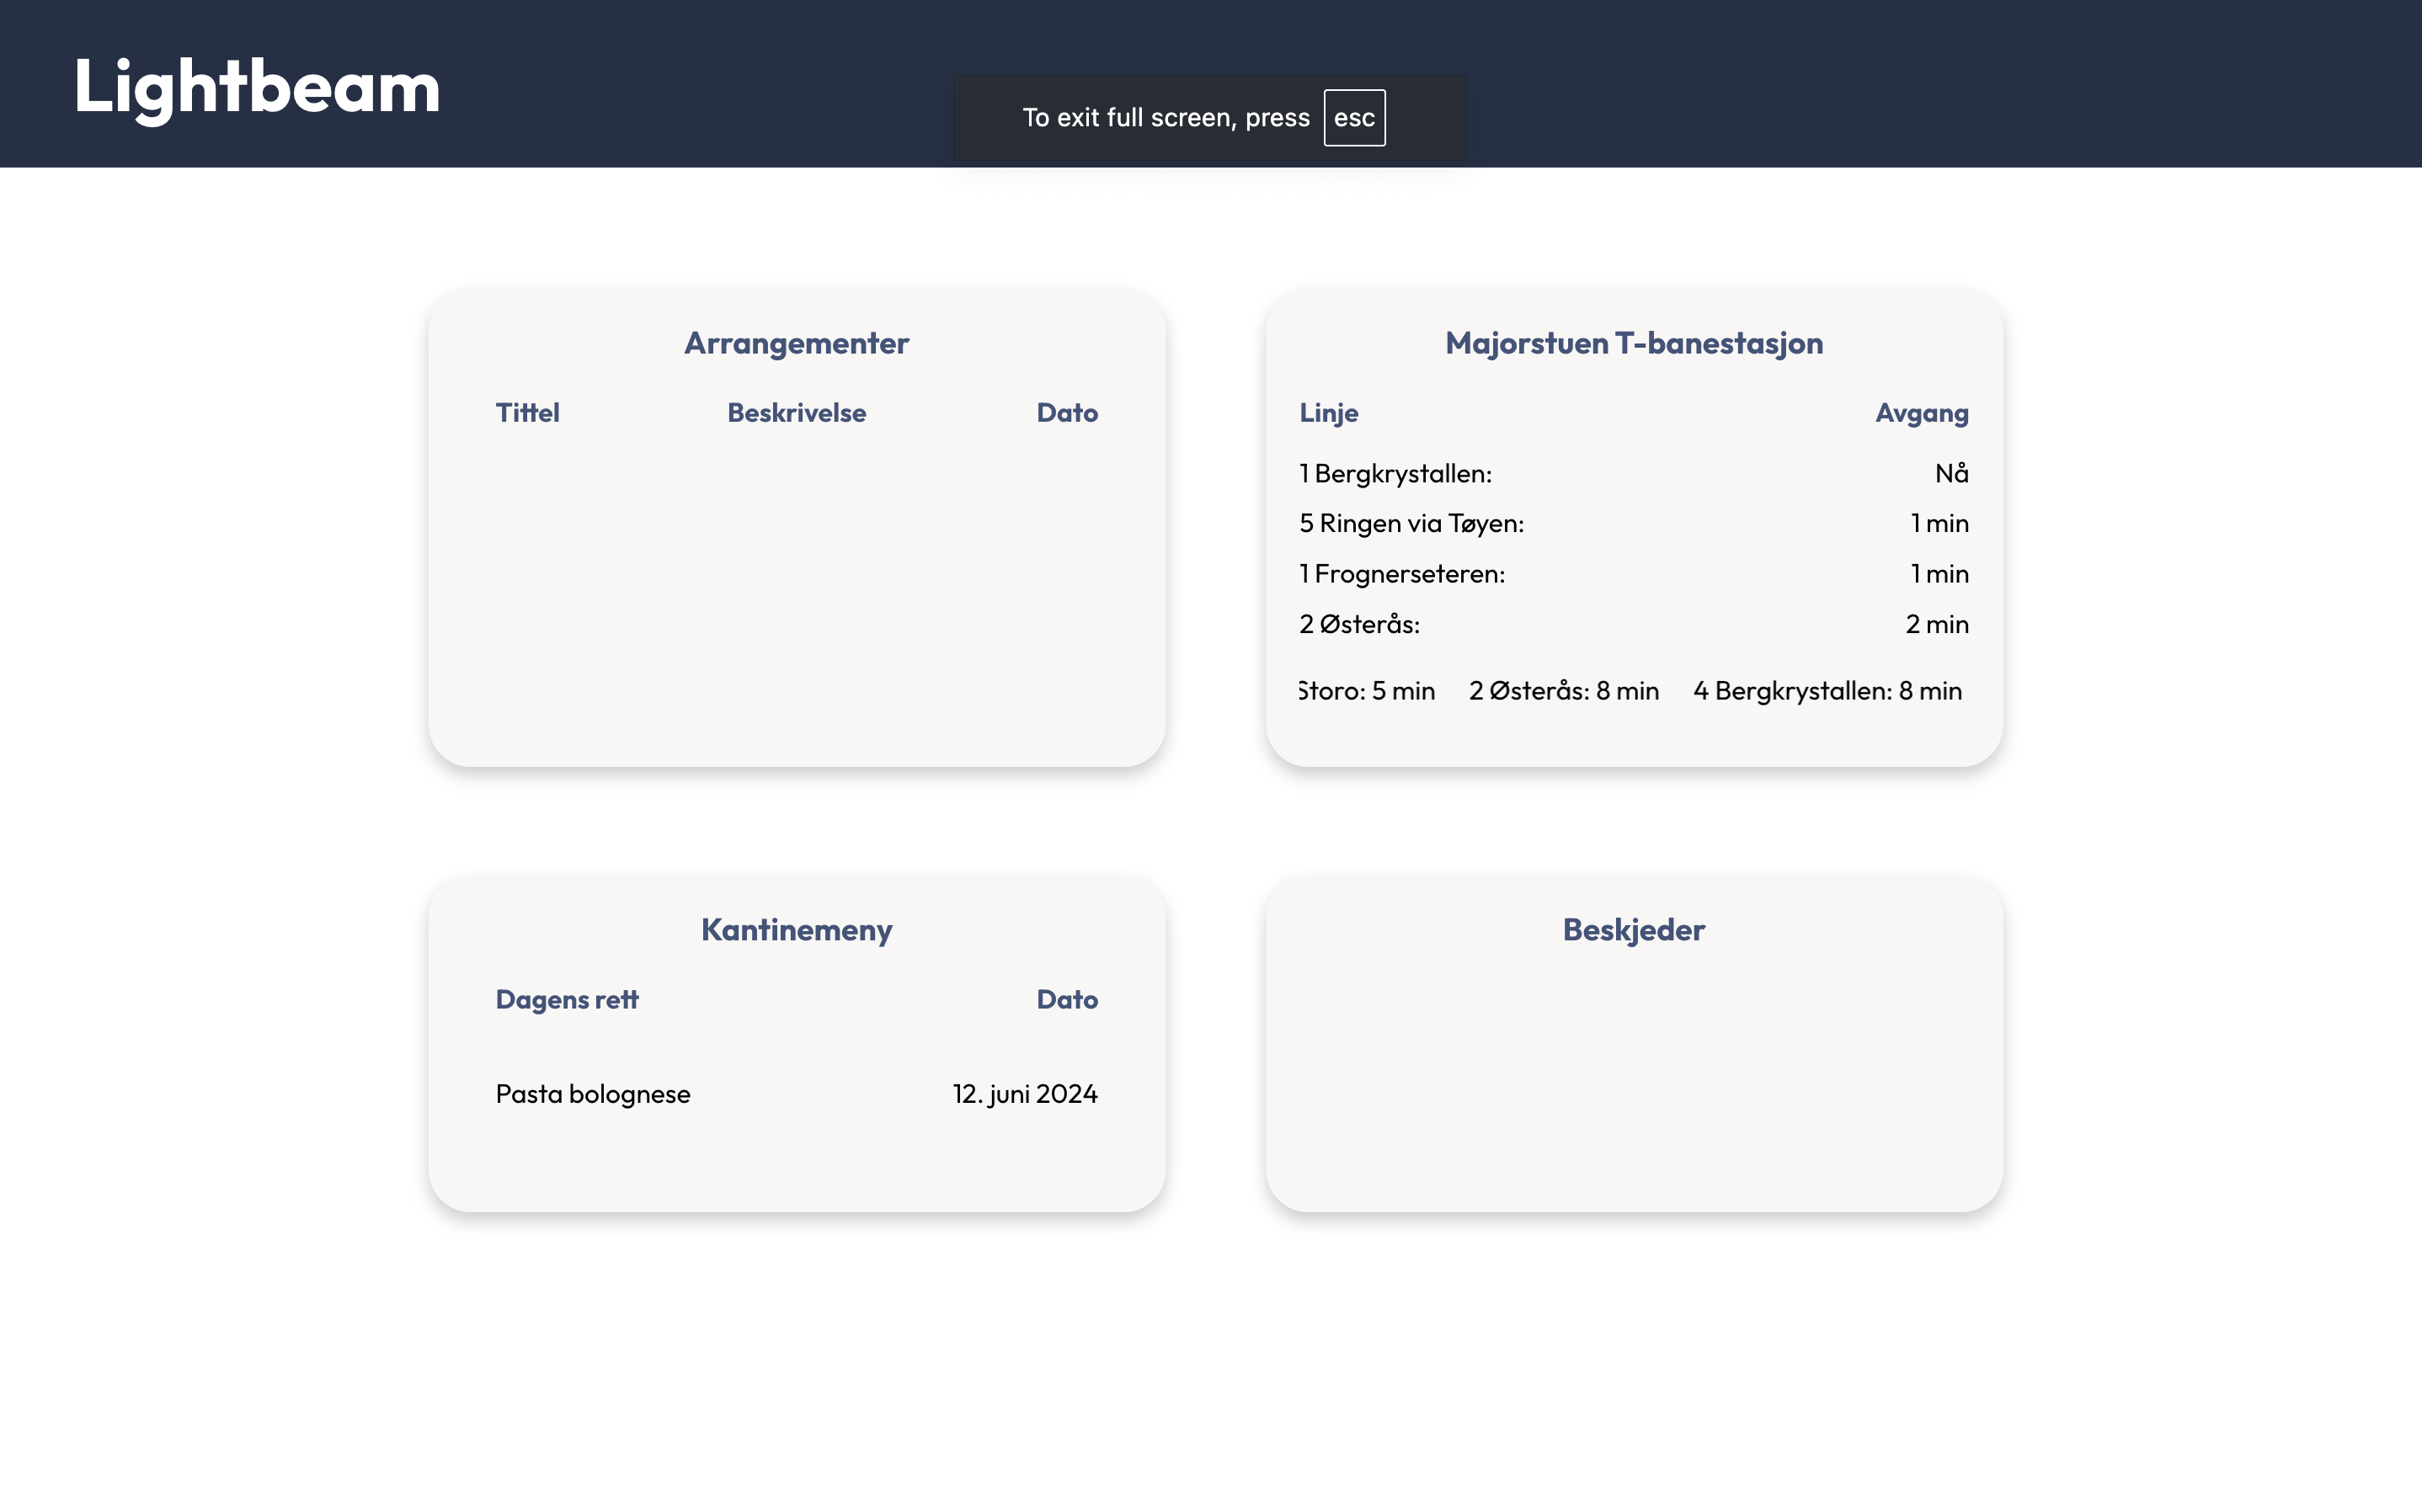 Lightbeam
To exit full screen, press esc
Arrangementer
Tittel Beskrivelse Dato
Majorstuen T-banestasjon
Linje Avgang
1 Bergkrystallen: Nå
5 Ringen via Tøyen: 1 min
1 Frognerseteren: 1 min
2 Østerås: 2 min
Storo: 5 min 2 Østerås: 8 min 4 Bergkrystallen: 8 min
Kantinemeny
Dagens rett Dato
Pasta bolognese 12. juni 2024
Beskjeder